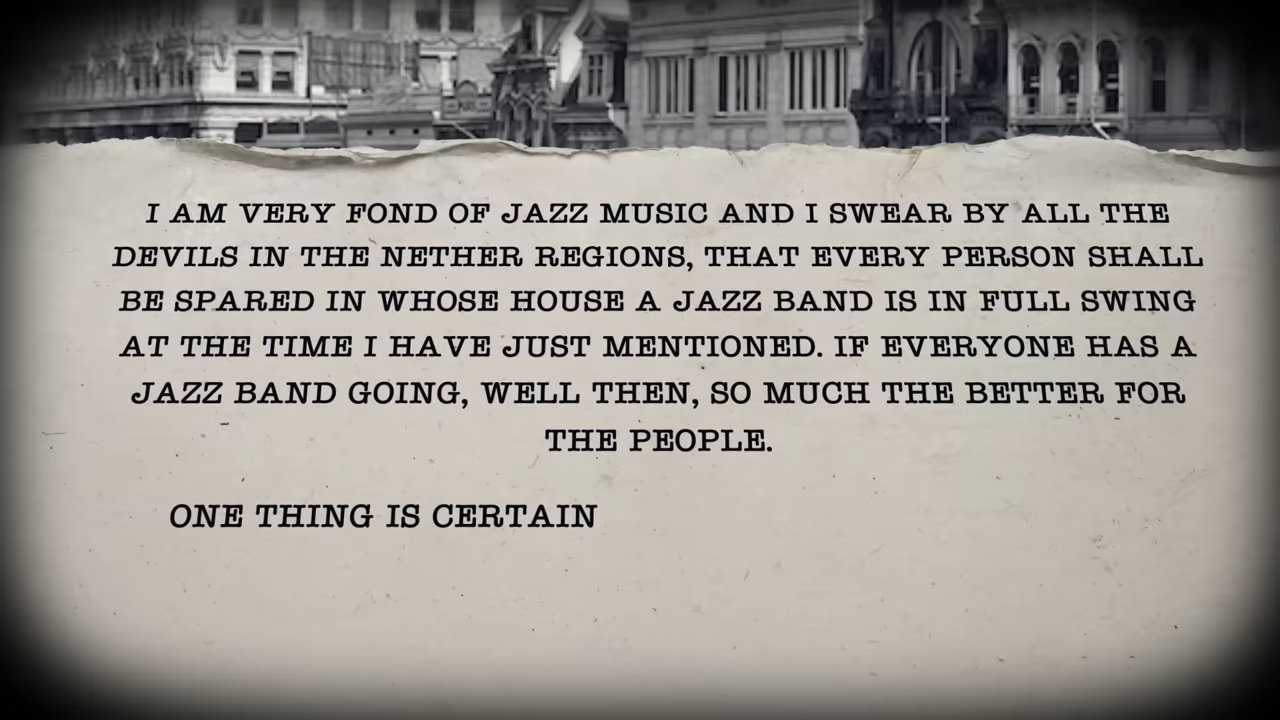 I AM VERY FOND OF JAZZ MUSIC AND I SWEAR BY ALL THE
DEVILS IN THE NETHER REGIONS, THAT EVERY PERSON SHALL
BE SPARED IN WHOSE HOUSE A JAZZ BAND IS IN FULL SWING
AT THE TIME I HAVE JUST MENTIONED. IF EVERYONE HAS A
JAZZ BAND GOING, WELL THEN, SO MUCH THE BETTER FOR
THE PEOPLE.
ONE THING IS CERTAIN